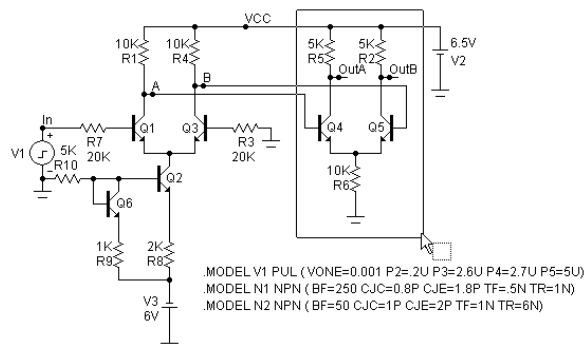 VCC
10K
R1
10K
R4
5K
R5
5K
R2
6.5V
V2
OutA
OutB
A
B
In
Q1
Q3
Q4
Q5
R7
20K
R3
20K
V1
5K
R10
Q2
10K
R6
Q6
1K
R9
2K
R8
V3
6V
.MODEL V1 PUL ( VONE=0.001 P2=.2U P3=2.6U P4=2.7U P5=5U)
.MODEL N1 NPN ( BF=250 CJC=0.8P CJE=1.8P TF=.5N TR=1N)
.MODEL N2 NPN ( BF=50 CJC=1P CJE=2P TF=1N TR=6N)